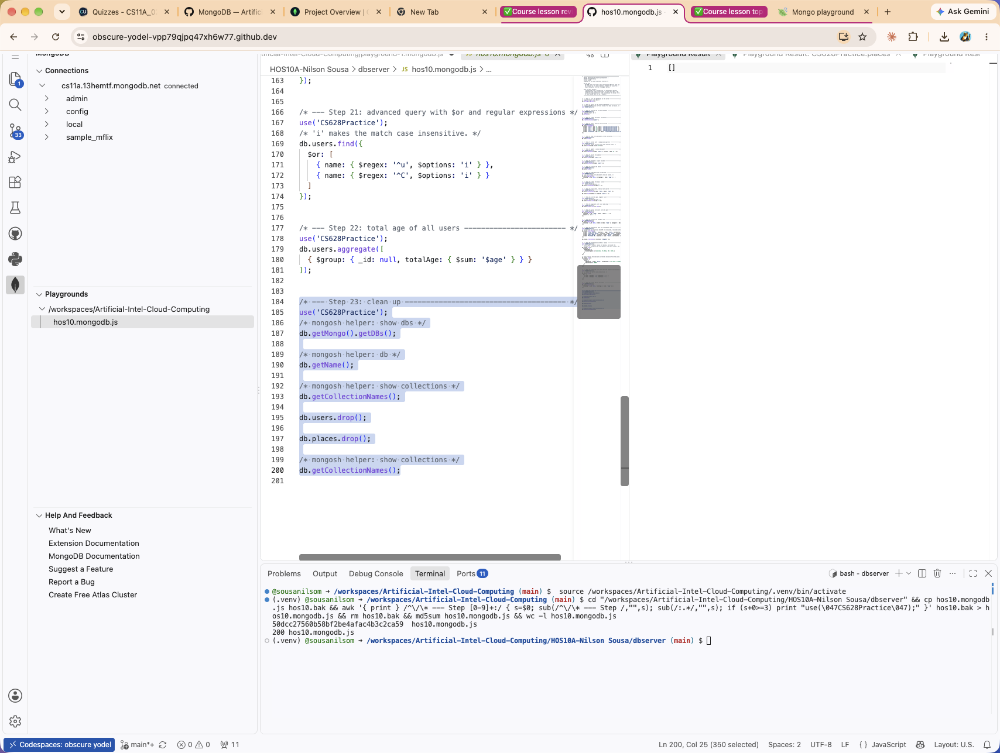 Quizzes - CS11A_0
MongoDB — Artific
Project Overview |
New Tab
✅Course lesson rev
hos10.mongodb.js -
✅Course lesson top
Mongo playground
Ask Gemini
obscure-yodel-vpp79qjpq47xh6w77.github.dev
MongoDB
Connections
cs11a.13hemtf.mongodb.net connected
admin
config
local
sample_mflix
Playgrounds
/workspaces/Artificial-Intel-Cloud-Computing
hos10.mongodb.js
Help And Feedback
What's New
Extension Documentation
MongoDB Documentation
Suggest a Feature
Report a Bug
Create Free Atlas Cluster
1
33
tificial-Intel-Cloud-Computing/playground-1.mongodb.js
JS hos10.mongodb.js 6
HOS10A-Nilson Sousa > dbserver > JS hos10.mongodb.js > ...
163 });
164
165
166 /* --- Step 21: advanced query with $or and regular expressions */
167 use('CS628Practice');
168 /* 'i' makes the match case insensitive. */
169 db.users.find({
170 $or: [
171 { name: { $regex: '^u', $options: 'i' } },
172 { name: { $regex: '^C', $options: 'i' } }
173 ]
174 });
175
176
177 /* --- Step 22: total age of all users ------------------------ */
178 use('CS628Practice');
179 db.users.aggregate([
180 { $group: { _id: null, totalAge: { $sum: '$age' } } }
181 ]);
182
183
184 /* --- Step 23: clean up -------------------------------------- */
185 use('CS628Practice');
186 /* mongosh helper: show dbs */
187 db.getMongo().getDBs();
188
189 /* mongosh helper: db */
190 db.getName();
191
192 /* mongosh helper: show collections */
193 db.getCollectionNames();
194
195 db.users.drop();
196
197 db.places.drop();
198
199 /* mongosh helper: show collections */
200 db.getCollectionNames();
201
Playground Result
Playground Result: CS628Practice.places
Playground Res
1 []
Problems Output Debug Console Terminal Ports 11
bash - dbserver
@sousanilsom → /workspaces/Artificial-Intel-Cloud-Computing (main) $ source /workspaces/Artificial-Intel-Cloud-Computing/.venv/bin/activate
(.venv) @sousanilsom → /workspaces/Artificial-Intel-Cloud-Computing (main) $ cd "/workspaces/Artificial-Intel-Cloud-Computing/HOS10A-Nilson Sousa/dbserver" && cp hos10.mongodb
.js hos10.bak && awk '{ print } /^\/\* --- Step [0-9]+:/ { s=$0; sub(/^\/\* --- Step /,"",s); sub(/:.*/,"",s); if (s+0>=3) print "use(\047CS628Practice\047);" }' hos10.bak > h
os10.mongodb.js && rm hos10.bak && md5sum hos10.mongodb.js && wc -l hos10.mongodb.js
50dcc27560b58bf2be4afac4b3c2ca59 hos10.mongodb.js
200 hos10.mongodb.js
(.venv) @sousanilsom → /workspaces/Artificial-Intel-Cloud-Computing/HOS10A-Nilson Sousa/dbserver (main) $
Codespaces: obscure yodel main*+ 0 0 11
Ln 200, Col 25 (350 selected) Spaces: 2 UTF-8 LF { } JavaScript Layout: U.S.